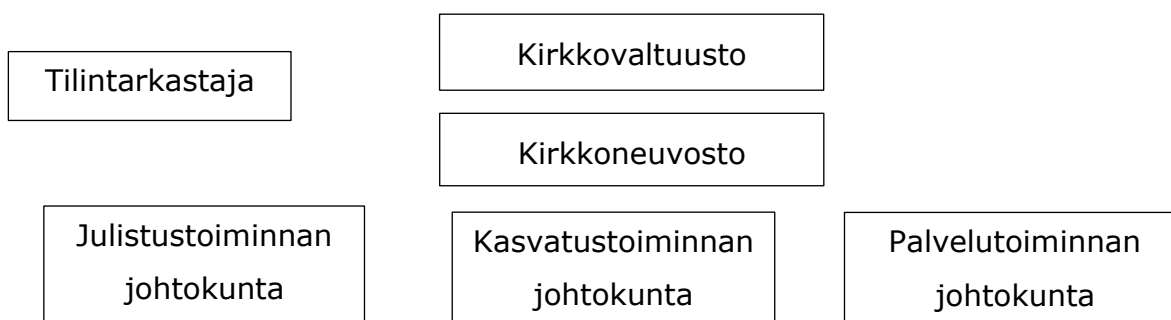 Kirkkovaltuusto
Tilintarkastaja
Kirkkoneuvosto
Julistustoiminnan
johtokunta
Kasvatustoiminnan
johtokunta
Palvelutoiminnan
johtokunta